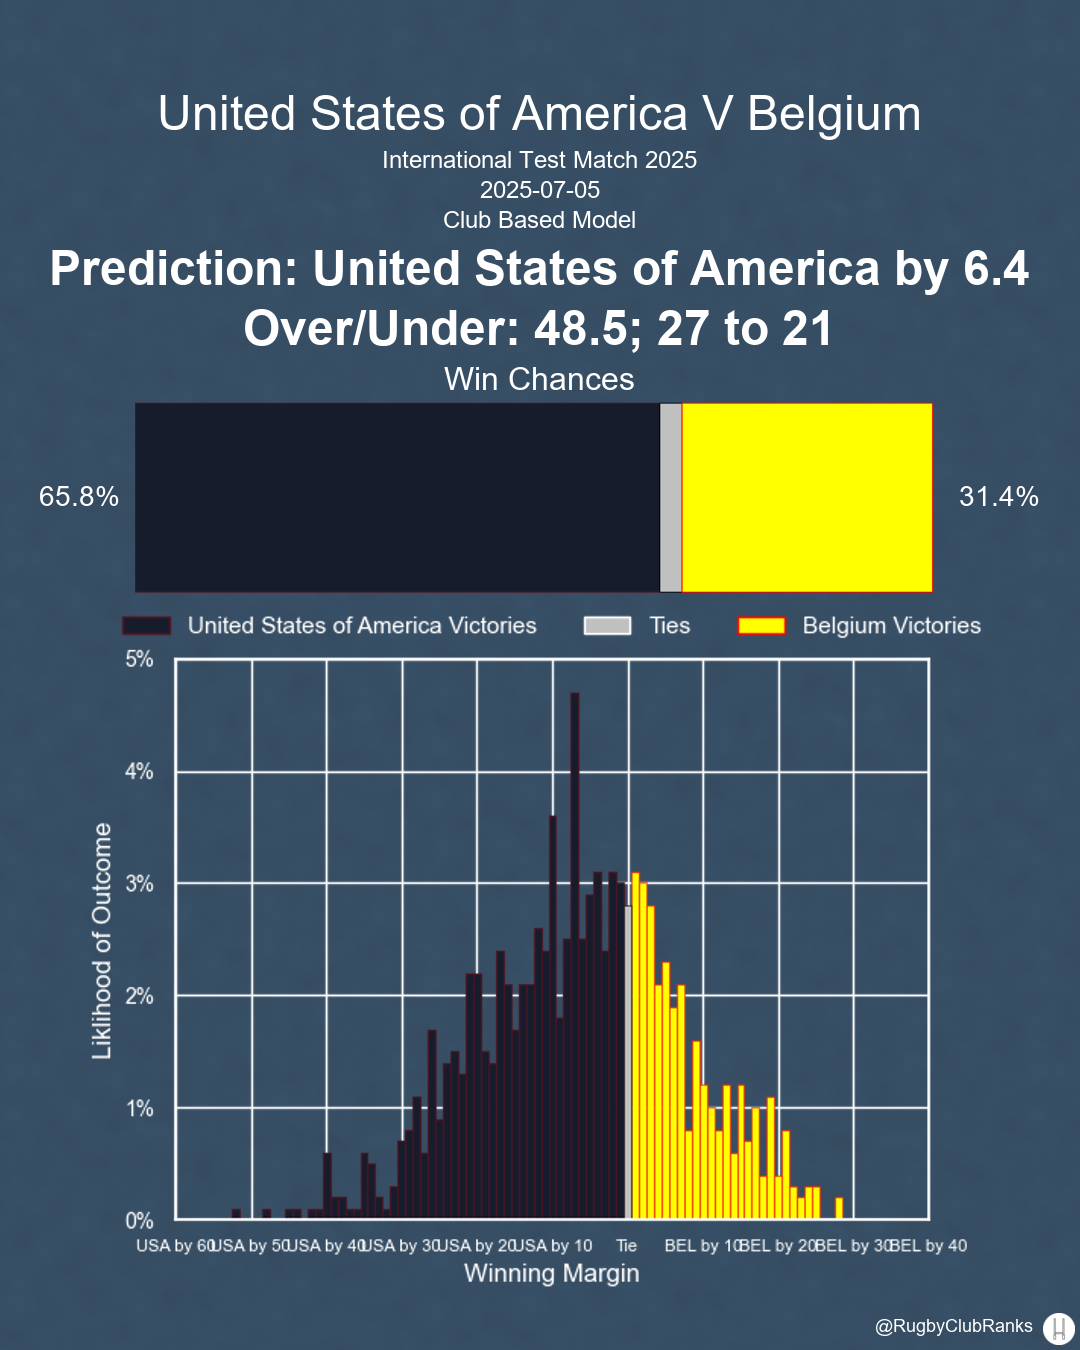 United States of America V Belgium
International Test Match 2025
2025-07-05
Club Based Model
Prediction: United States of America by 6.4
Over/Under: 48.5; 27 to 21
Win Chances
65.8%
31.4%
United States of America Victories
Ties
Belgium Victories
5%
4%
3%
2%
1%
0%
Liklihood of Outcome
USA by 60
USA by 50
USA by 40
USA by 30
USA by 20
USA by 10
Tie
BEL by 10
BEL by 20
BEL by 30
BEL by 40
Winning Margin
@RugbyClubRanks